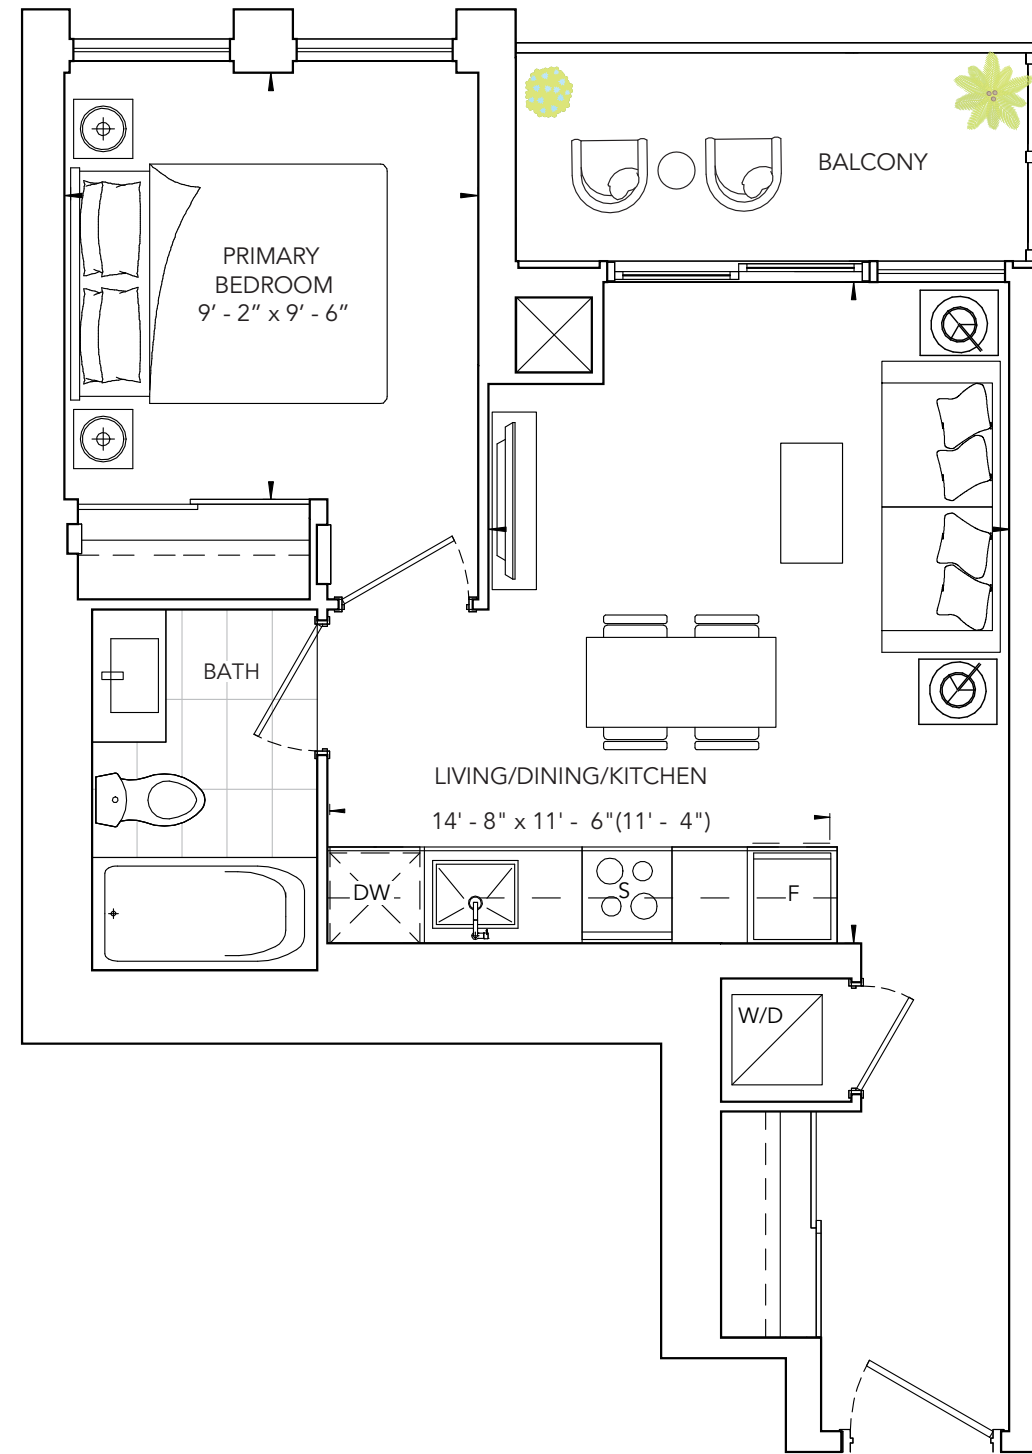 BALCONY
PRIMARY
BEDROOM
9’ - 2” x 9’ - 6”
BATH
LIVING/DINING/KITCHEN
14' - 8" x 11' - 6"(11' - 4")
DW
S
F
W/D